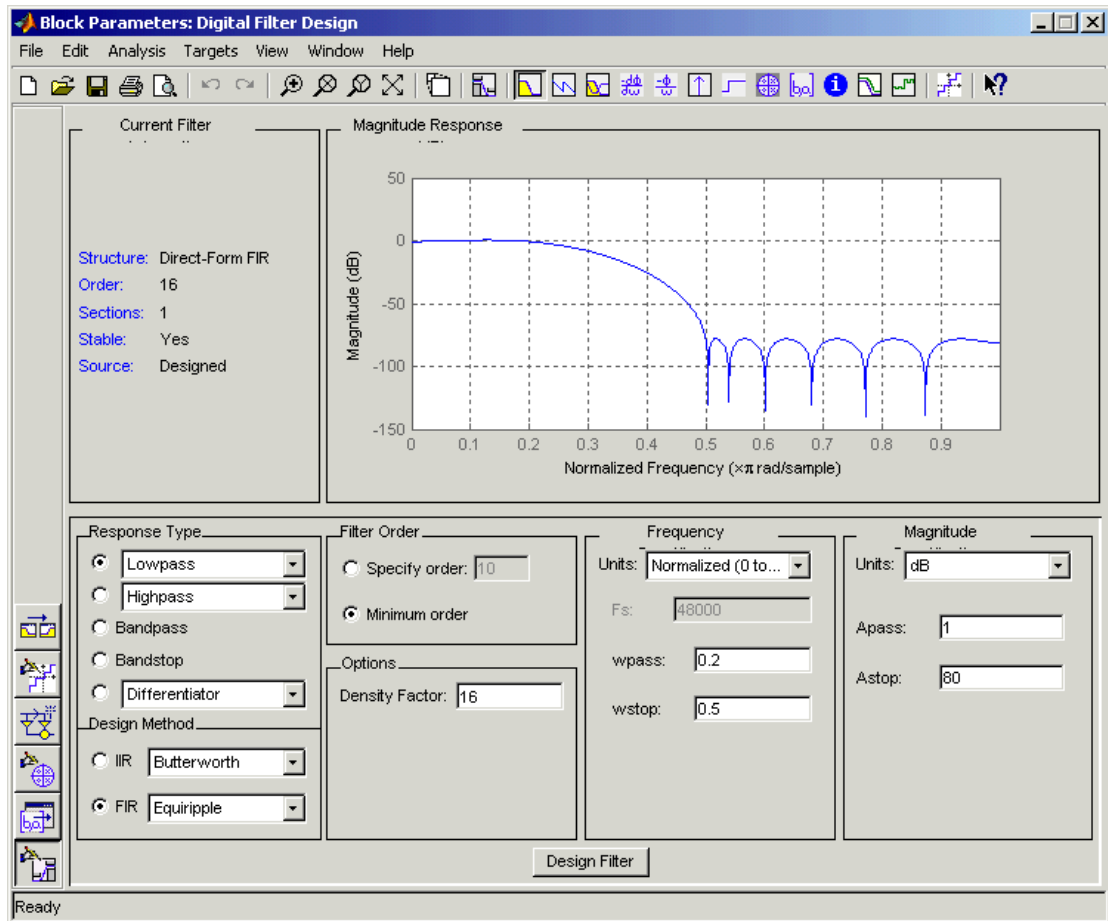 Block Parameters: Digital Filter Design
File Edit Analysis Targets View Window Help
Current Filter
Magnitude Response
Structure: Direct-Form FIR
Order: 16
Sections: 1
Stable: Yes
Source: Designed
50
0
-50
-100
-150
Magnitude (dB)
0 0.1 0.2 0.3 0.4 0.5 0.6 0.7 0.8 0.9
Normalized Frequency (×π rad/sample)
Response Type
Lowpass
Highpass
Bandpass
Bandstop
Differentiator
Design Method
IIR Butterworth
FIR Equiripple
Filter Order
Specify order: 10
Minimum order
Options
Density Factor: 16
Frequency
Units: Normalized (0 to...
Fs: 48000
wpass: 0.2
wstop: 0.5
Magnitude
Units: dB
Apass: 1
Astop: 80
Design Filter
Ready